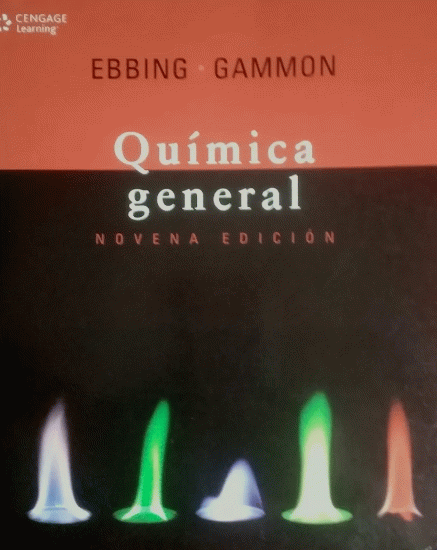 CENGAGE
Learning
EBBING • GAMMON
Química
general
NOVENA EDICIÓN